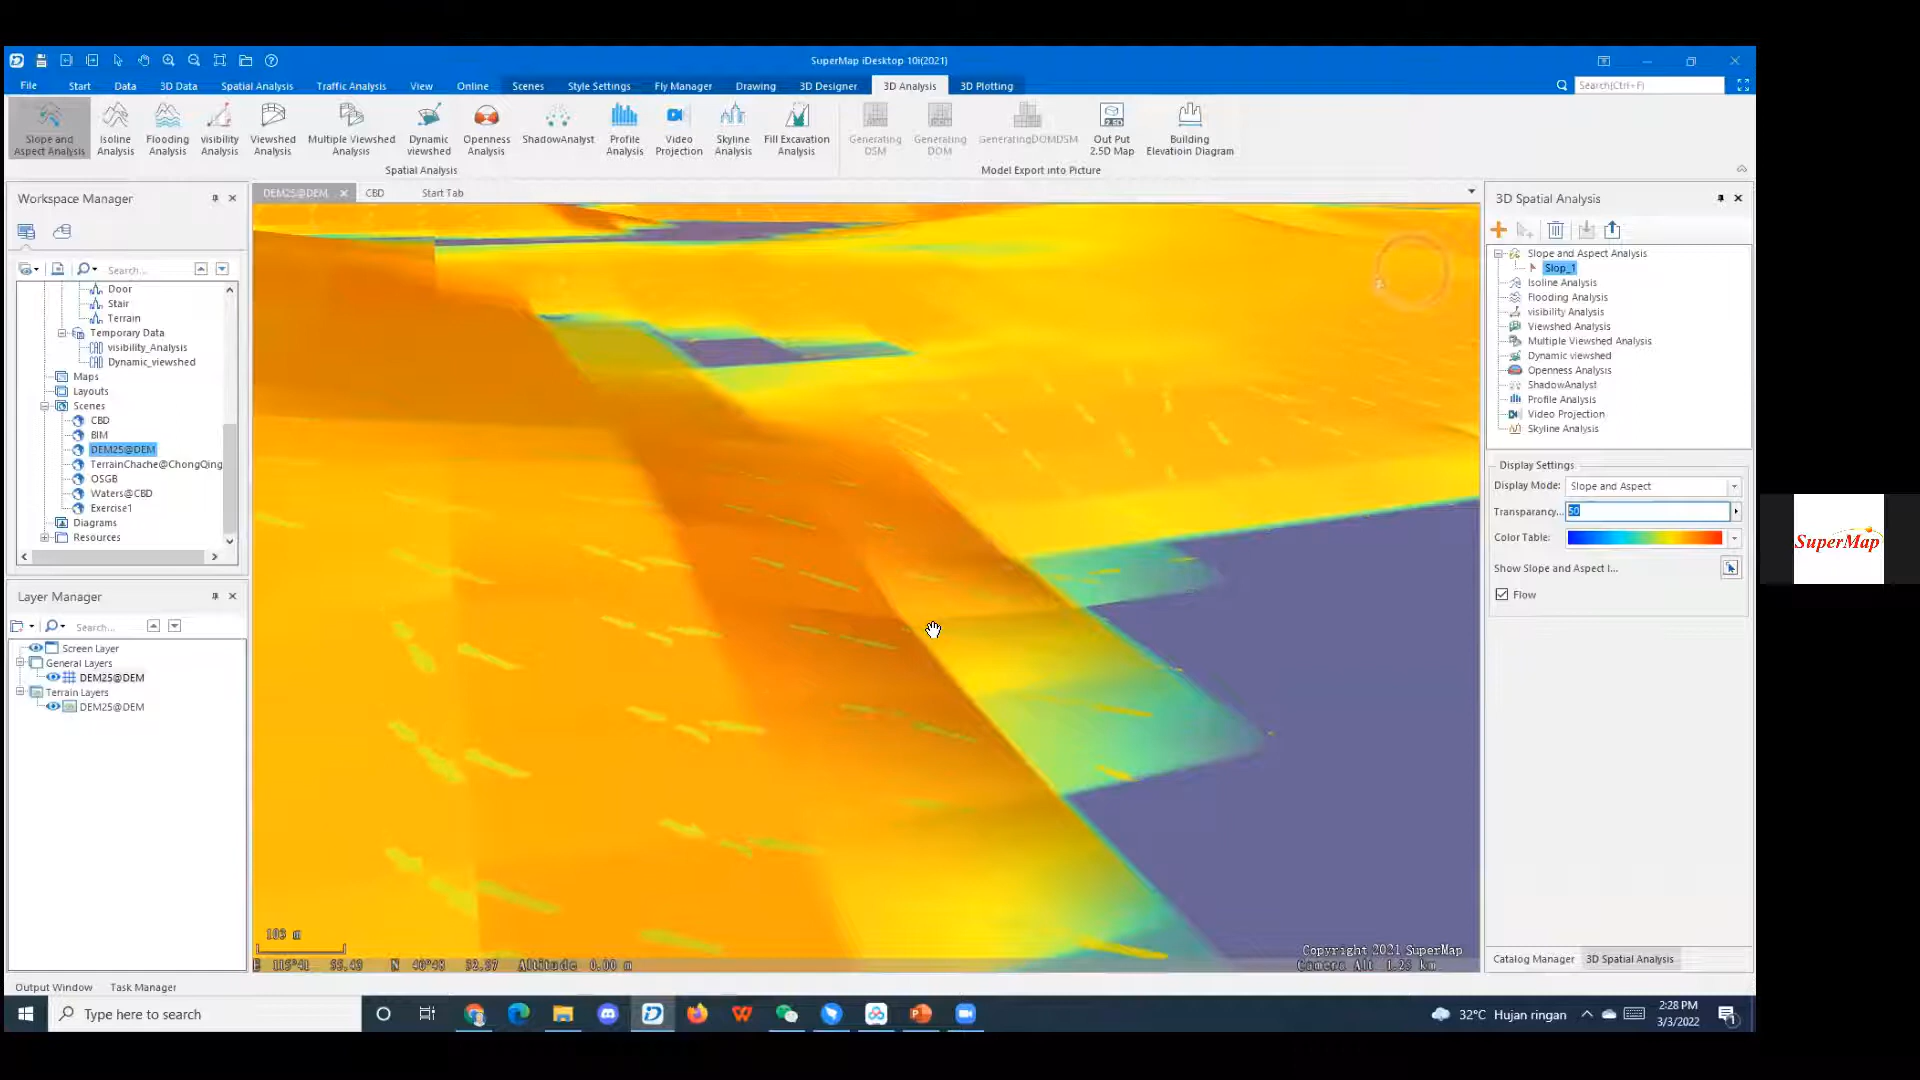 SuperMap iDesktop 10i(2021)
File
Start
Data
3D Data
Spatial Analysis
Traffic Analysis
View
Online
Scenes
Style Settings
Fly Manager
Drawing
3D Designer
3D Analysis
3D Plotting
Search(Ctrl+F)
Slope and
Aspect Analysis
Isoline
Analysis
Flooding
Analysis
visibility
Analysis
Viewshed
Analysis
Multiple Viewshed
Analysis
Dynamic
viewshed
Openness
Analysis
ShadowAnalyst
Profile
Analysis
Video
Projection
Skyline
Analysis
Fill Excavation
Analysis
Generating
DSM
Generating
DOM
GeneratingDOMDSM
2.5D
Out Put
2.5D Map
Building
Elevatioin Diagram
Spatial Analysis
Model Export into Picture
Workspace Manager
Search...
Door
Stair
Terrain
Temporary Data
visibility_Analysis
Dynamic_viewshed
Maps
Layouts
Scenes
CBD
BIM
DEM25@DEM
TerrainChache@ChongQing
OSGB
Waters@CBD
Exercise1
Diagrams
Resources
Layer Manager
Search...
Screen Layer
General Layers
DEM25@DEM
Terrain Layers
DEM25@DEM
DEM25@DEM
CBD
Start Tab
103 m
Altitude 0.00 m
Copyright 2021 SuperMap
3D Spatial Analysis
Slope and Aspect Analysis
Slop_1
Isoline Analysis
Flooding Analysis
visibility Analysis
Viewshed Analysis
Multiple Viewshed Analysis
Dynamic viewshed
Openness Analysis
ShadowAnalyst
Profile Analysis
Video Projection
Skyline Analysis
Display Settings
Display Mode: Slope and Aspect
Transparency... 50
Color Table:
Show Slope and Aspect I...
Flow
Catalog Manager
3D Spatial Analysis
Output Window
Task Manager
Type here to search
32°C Hujan ringan
2:28 PM
3/3/2022
SuperMap